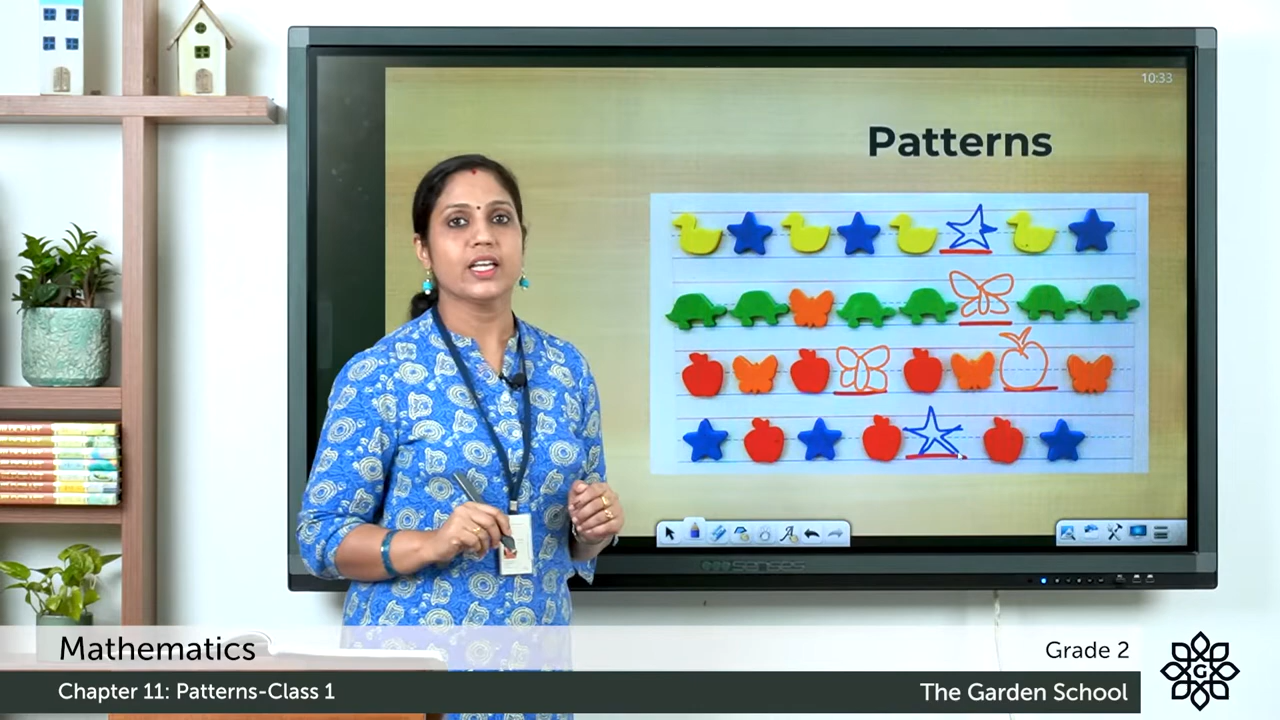 10:33
Patterns
Mathematics
Grade 2
Chapter 11: Patterns-Class 1
The Garden School
G